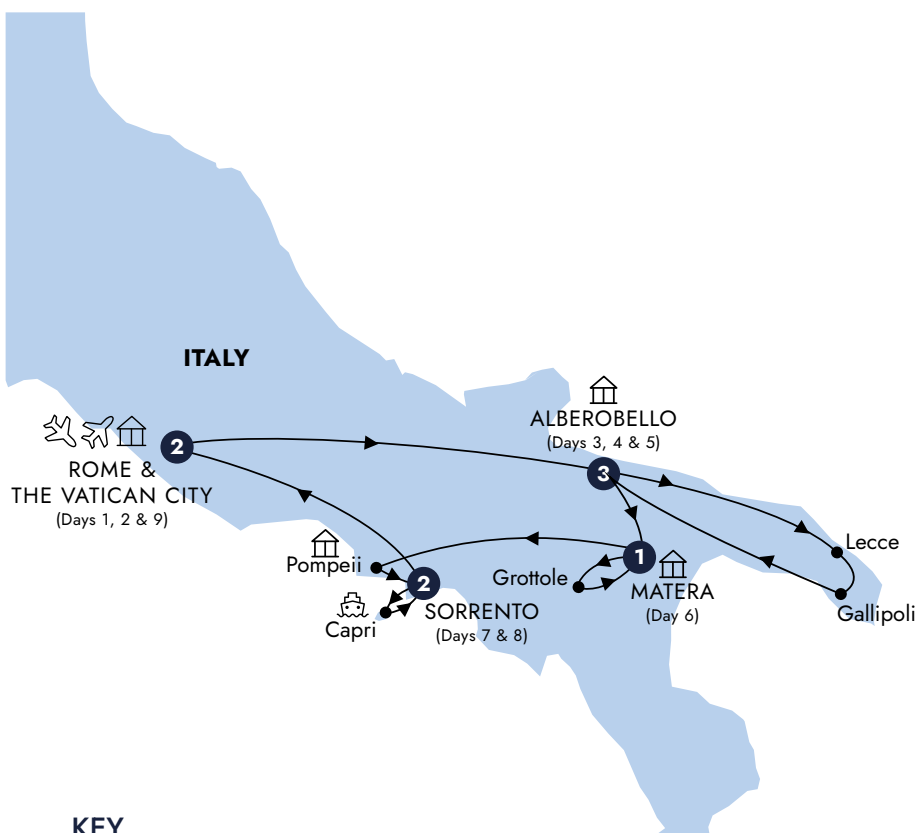 ITALY
ALBEROBELLO
(Days 3, 4 & 5)
2
3
ROME &
THE VATICAN CITY
(Days 1, 2 & 9)
Lecce
Pompeii
1
Grottole
2
MATERA
(Day 6)
SORRENTO
(Days 7 & 8)
Capri
Gallipoli
KEY